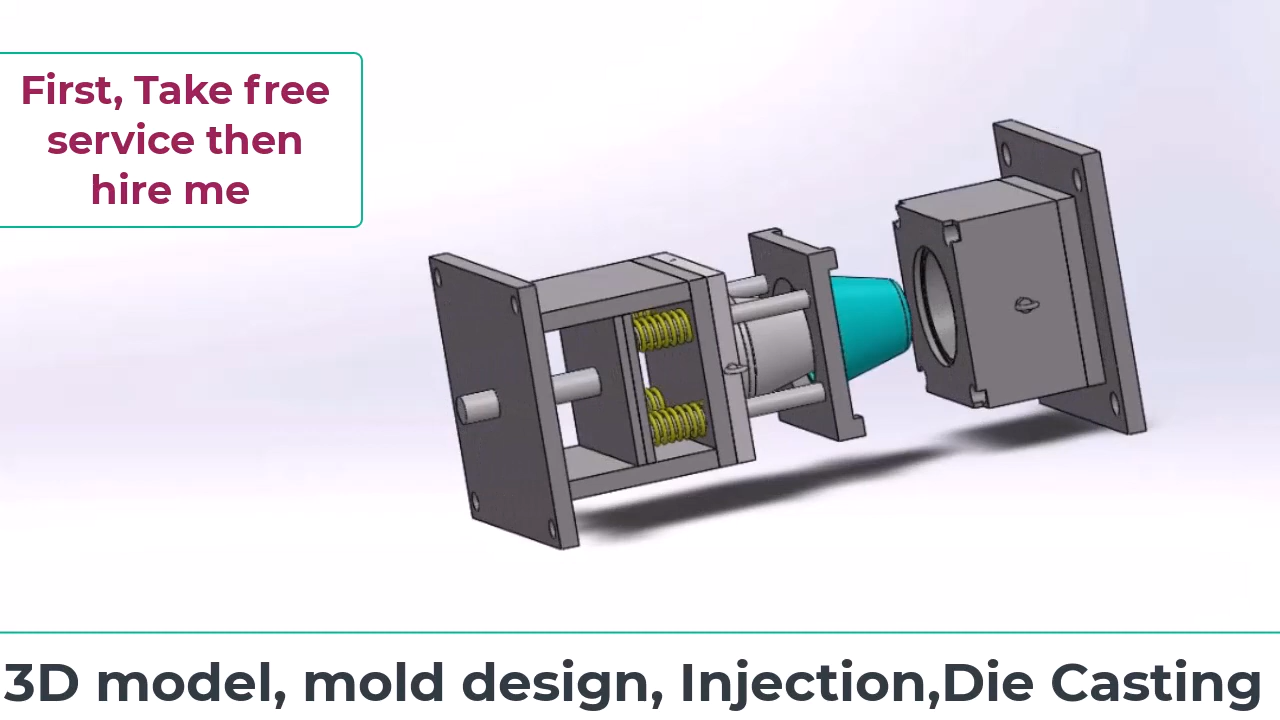 First, Take free
service then
hire me
3D model, mold design, Injection,Die Casting